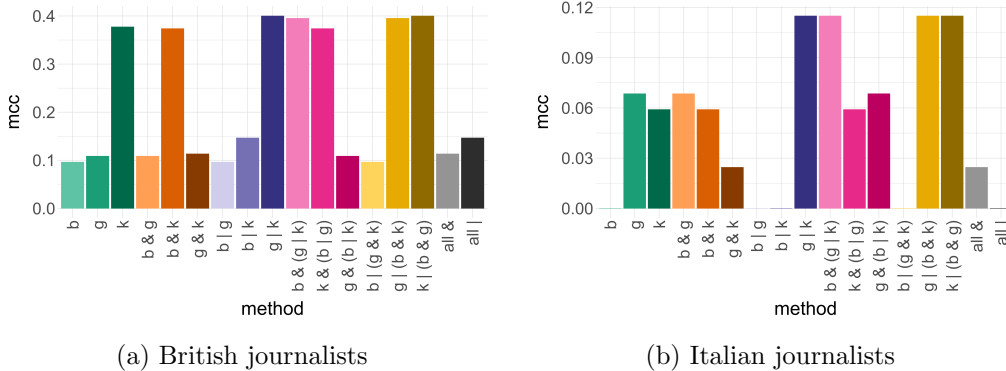 0.4
0.3
0.2
0.1
0.0
mcc
b
g
k
b & g
b & k
g & k
b | g
b | k
g | k
b & (g | k)
k & (b | g)
g & (b | k)
b | (g & k)
g | (b & k)
k | (b & g)
all &
all |
method
(a) British journalists
0.12
0.09
0.06
0.03
0.00
mcc
b
g
k
b & g
b & k
g & k
b | g
b | k
g | k
b & (g | k)
k & (b | g)
g & (b | k)
b | (g & k)
g | (b & k)
k | (b & g)
all &
all |
method
(b) Italian journalists